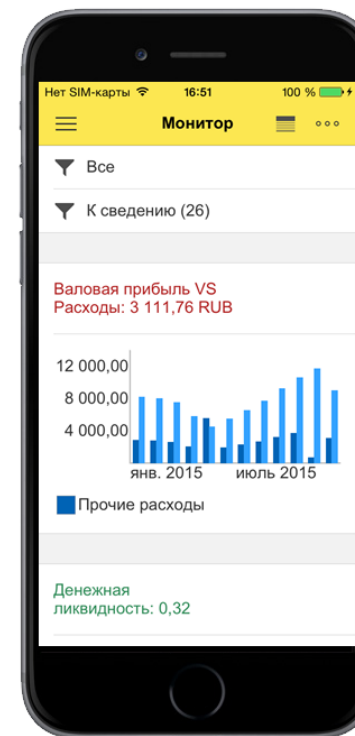 Нет SIM-карты 16:51 100 %
Монитор
Все
К сведению (26)
Валовая прибыль VS
Расходы: 3 111,76 RUB
12 000,00
8 000,00
4 000,00
янв. 2015 июль 2015
Прочие расходы
Денежная
ликвидность: 0,32